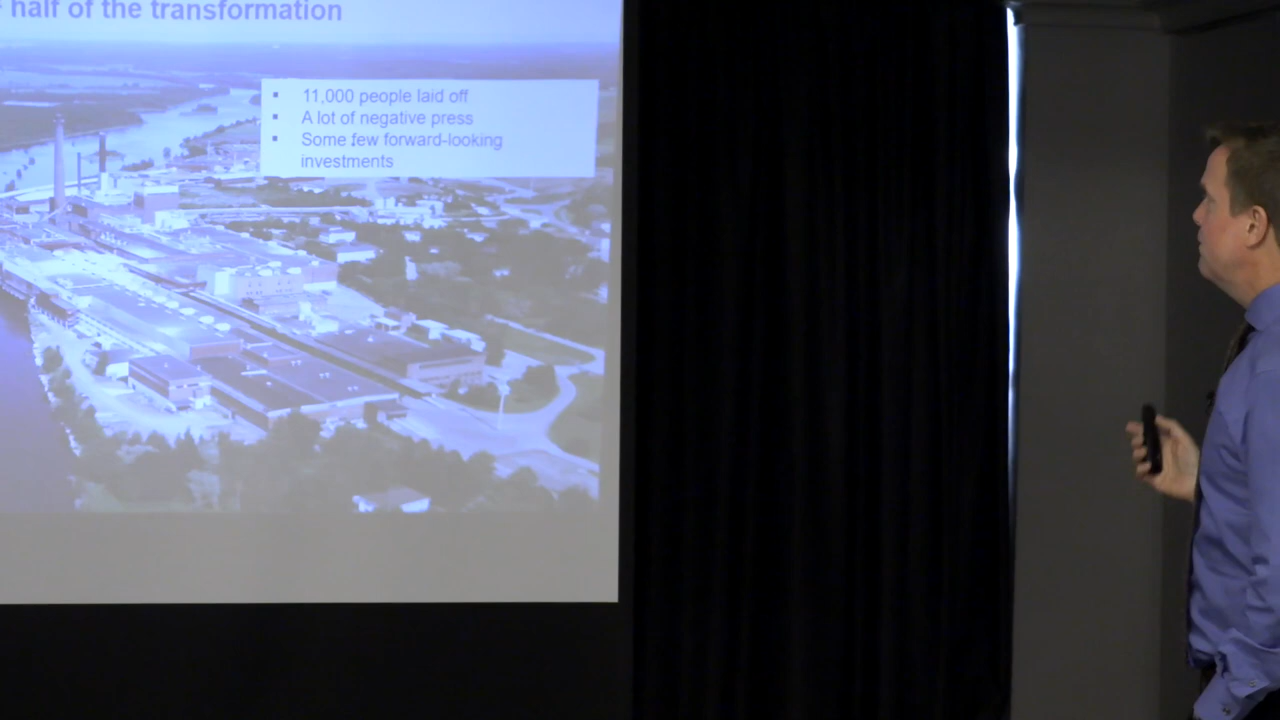 half of the transformation
▪ 11,000 people laid off
▪ A lot of negative press
▪ Some few forward-looking
investments